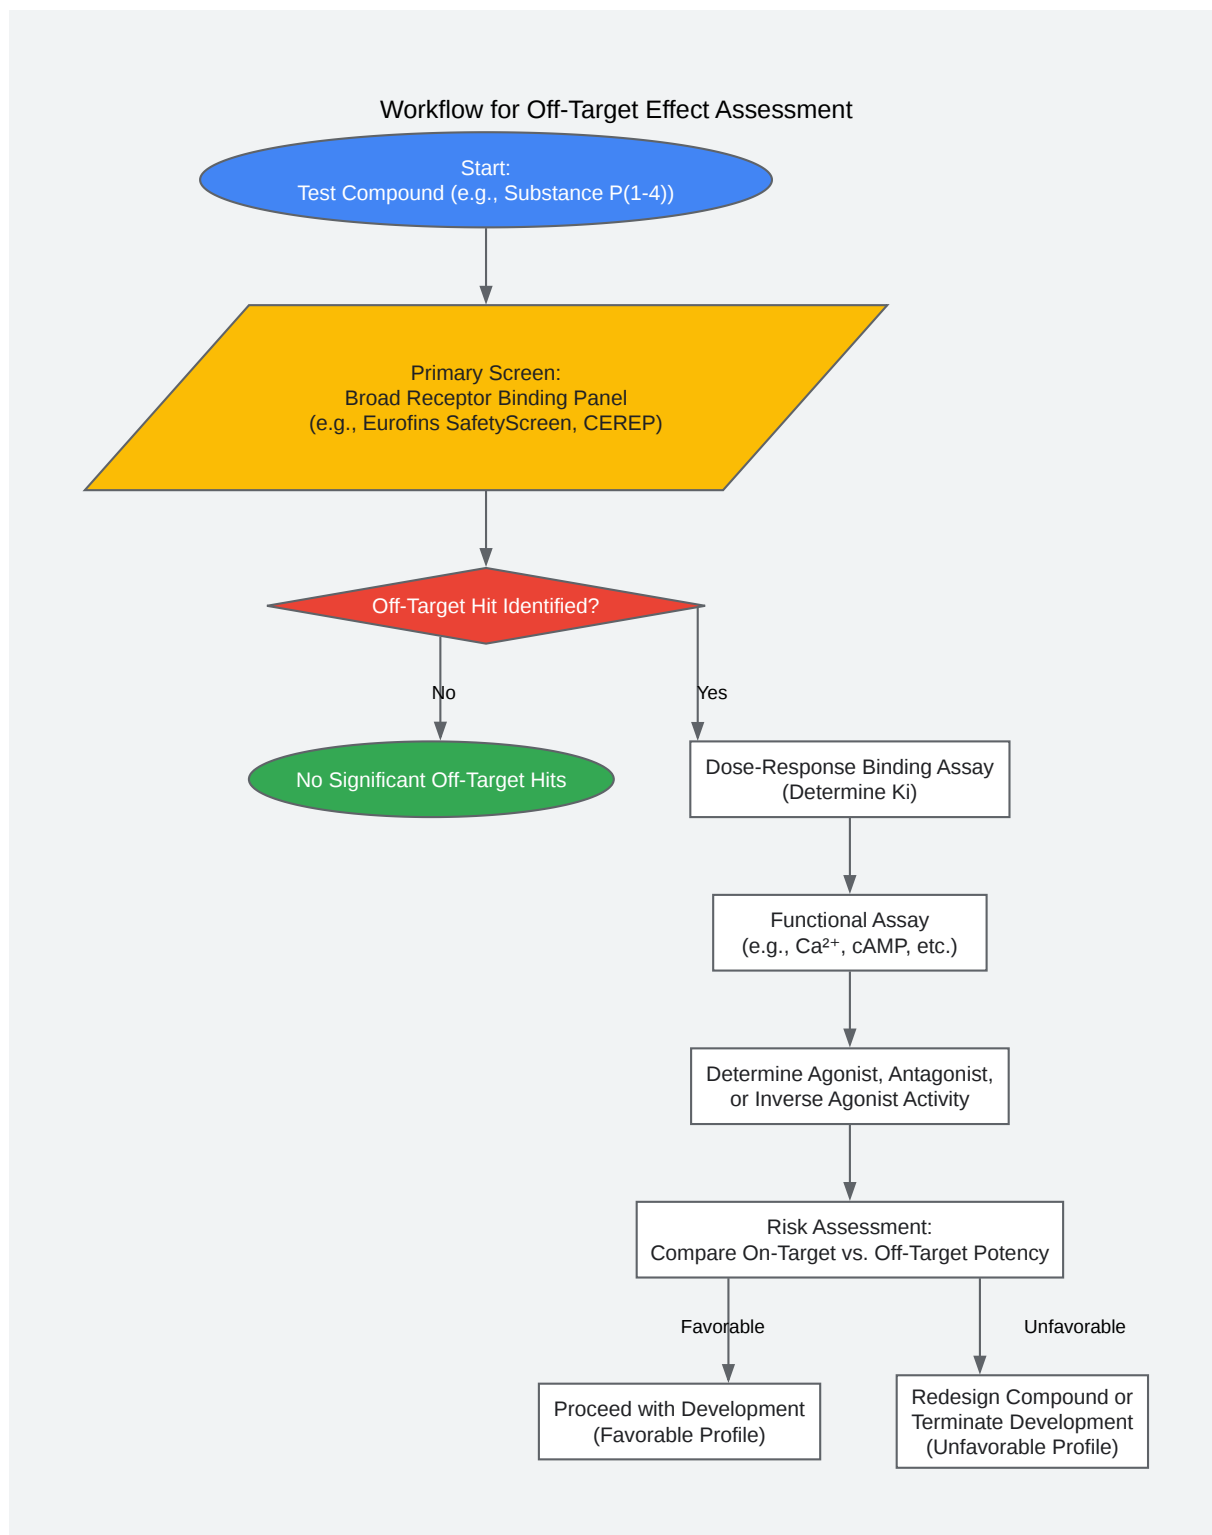 Workflow for Off-Target Effect Assessment
Start:
Test Compound (e.g., Substance P(1-4))
Primary Screen:
Broad Receptor Binding Panel
(e.g., Eurofins SafetyScreen, CEREP)
Off-Target Hit Identified?
No
Yes
No Significant Off-Target Hits
Dose-Response Binding Assay
(Determine Ki)
Functional Assay
(e.g., Ca²⁺, cAMP, etc.)
Determine Agonist, Antagonist,
or Inverse Agonist Activity
Risk Assessment:
Compare On-Target vs. Off-Target Potency
Favorable
Unfavorable
Proceed with Development
(Favorable Profile)
Redesign Compound or
Terminate Development
(Unfavorable Profile)